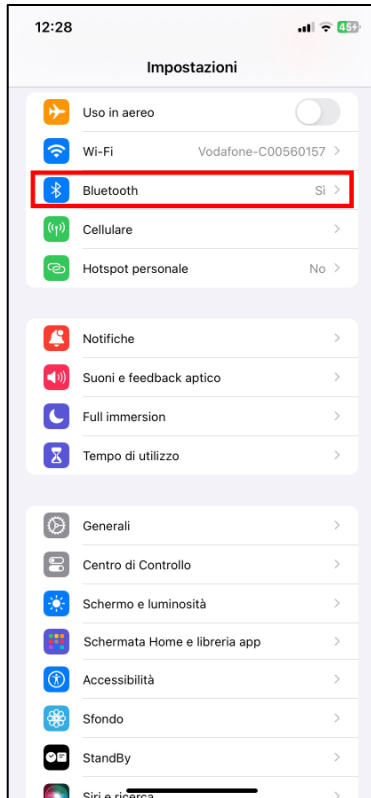 12:28
45
Impostazioni
Uso in aereo
Wi-Fi Vodafone-C00560157
Bluetooth Sì
Cellulare
Hotspot personale No
Notifiche
Suoni e feedback aptico
Full immersion
Tempo di utilizzo
Generali
Centro di Controllo
Schermo e luminosità
Schermata Home e libreria app
Accessibilità
Sfondo
StandBy
Siri e ricerca